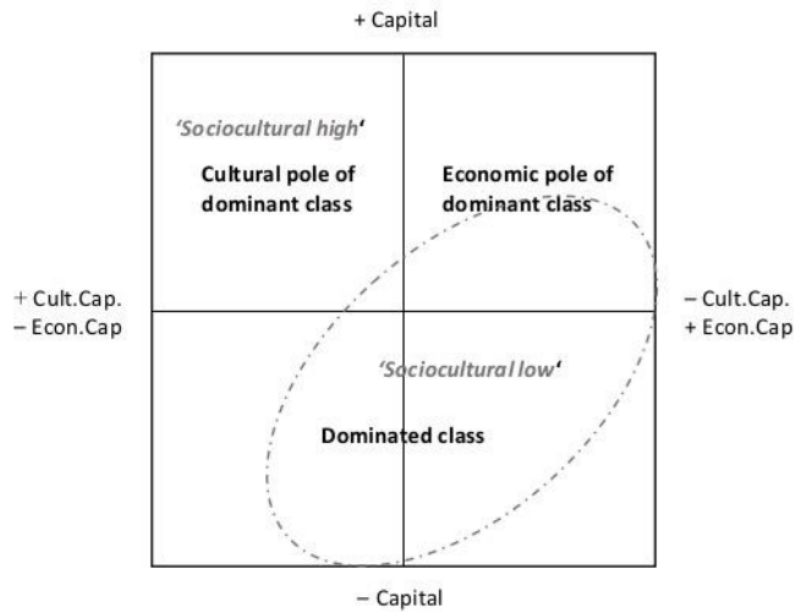 + Capital
‘Sociocultural high‘
Cultural pole of
dominant class
Economic pole of
dominant class
+ Cult.Cap.
– Econ.Cap
– Cult.Cap.
+ Econ.Cap
‘Sociocultural low‘
Dominated class
– Capital